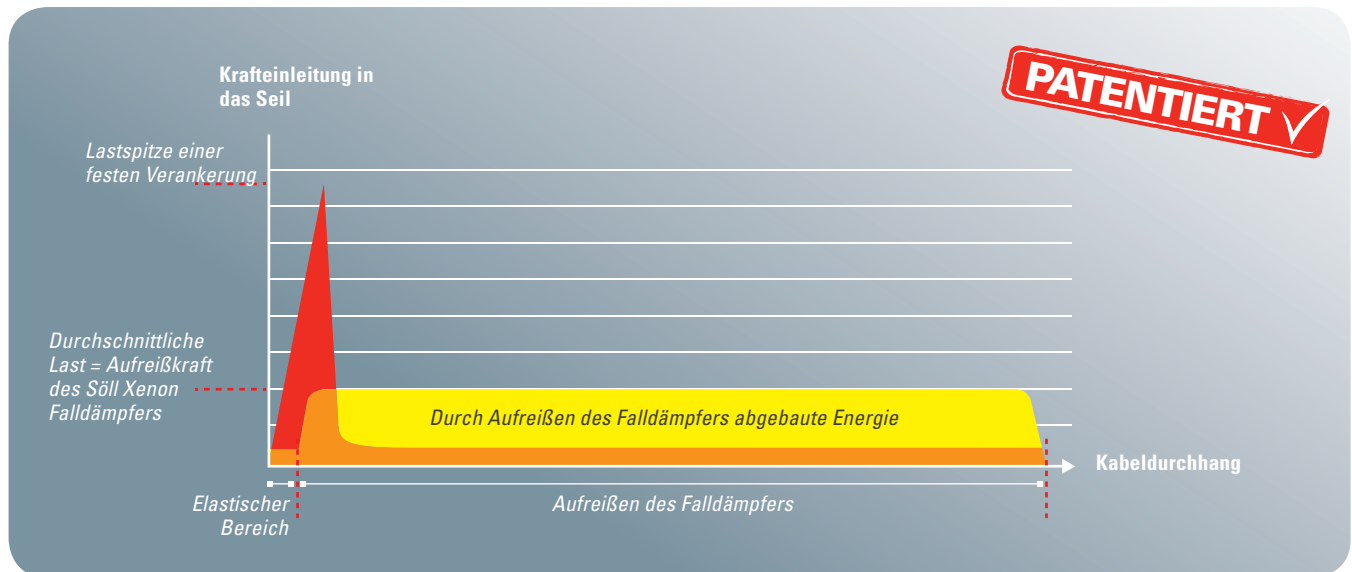 Krafteinleitung in
das Seil
PATENTIERT
Lastspitze einer
festen Verankerung
Durchschnittliche
Last = Aufreißkraft
des Söll Xenon
Falldämpfers
Durch Aufreißen des Falldämpfers abgebaute Energie
Kabeldurchhang
Elastischer
Bereich
Aufreißen des Falldämpfers